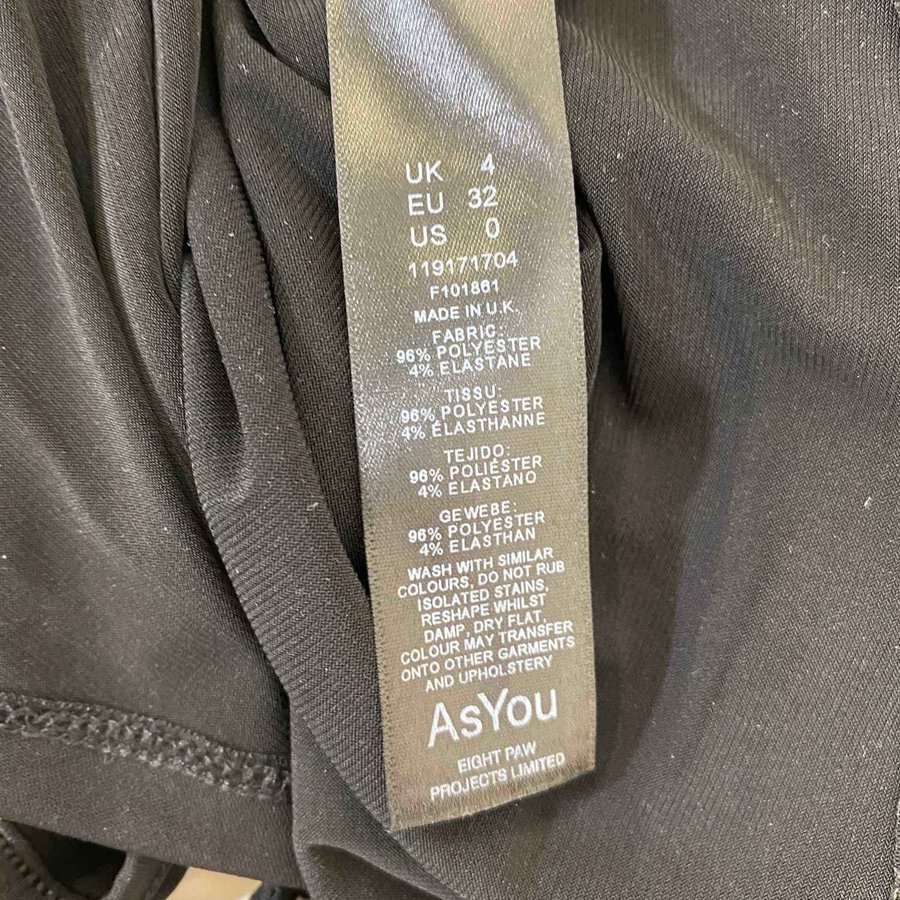 UK 4
EU 32
US 0
119171704
F101861
MADE IN U.K.
FABRIC:
96% POLYESTER
4% ELASTANE
TISSU:
96% POLYESTER
4% ÉLASTHANNE
TEJIDO:
96% POLIÉSTER
4% ELASTANO
GEWEBE:
96% POLYESTER
4% ELASTHAN
WASH WITH SIMILAR
COLOURS, DO NOT RUB
ISOLATED STAINS,
RESHAPE WHILST
DAMP, DRY FLAT,
COLOUR MAY TRANSFER
ONTO OTHER GARMENTS
AND UPHOLSTERY
AsYou
EIGHT PAW
PROJECTS LIMITED